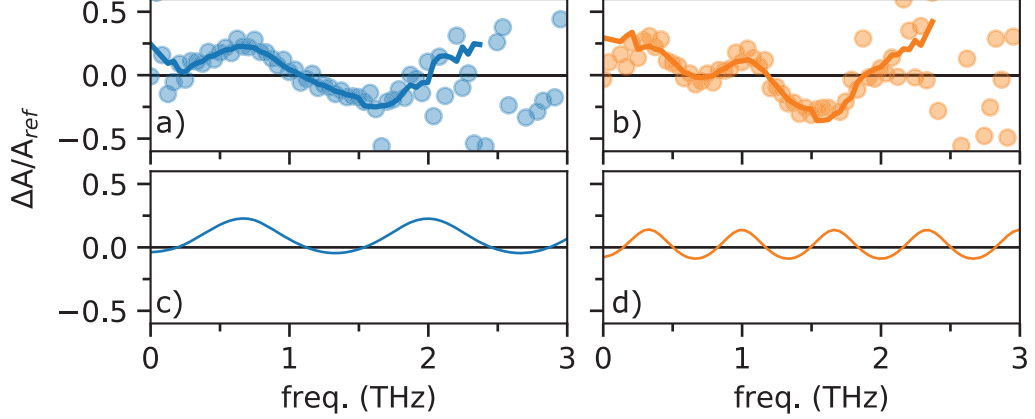 ΔA/A_ref
0.5
0.0
−0.5
a)
b)
0.5
0.0
−0.5
c)
d)
0 1 2 3
0 1 2 3
freq. (THz)
freq. (THz)